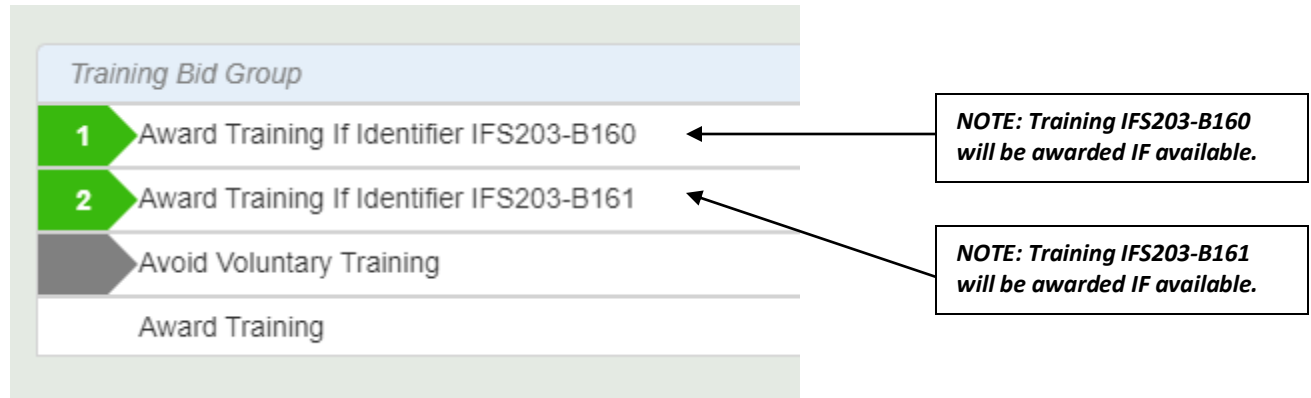 Training Bid Group
1 Award Training If Identifier IFS203-B160
NOTE: Training IFS203-B160
will be awarded IF available.
2 Award Training If Identifier IFS203-B161
Avoid Voluntary Training
NOTE: Training IFS203-B161
will be awarded IF available.
Award Training